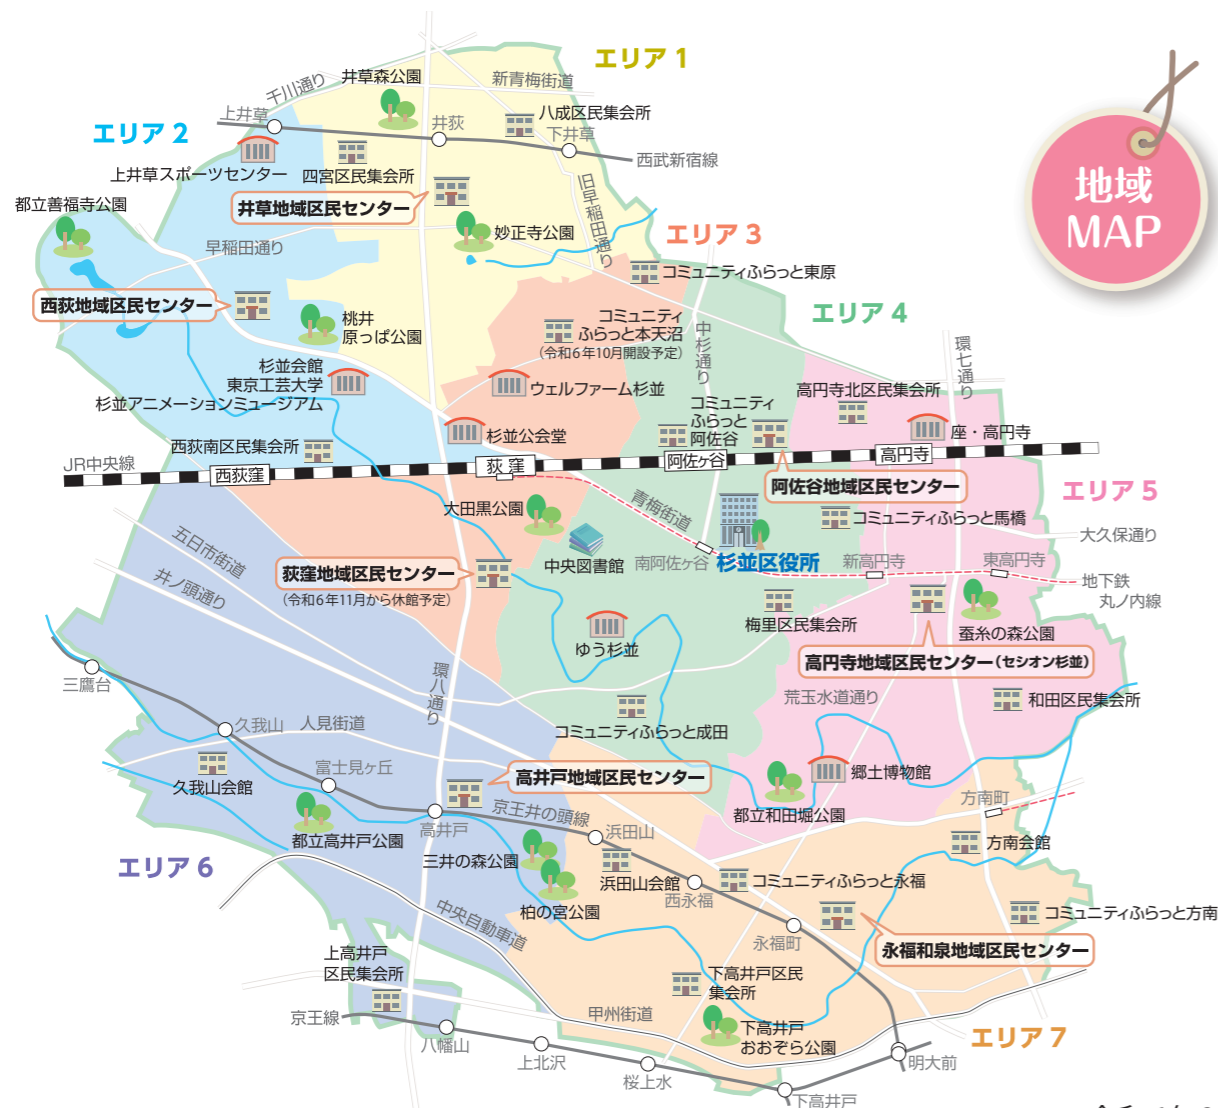 地域
MAP
エリア 1
井草森公園
新青梅街道
千川通り
上井草
八成区民集会所
井荻
下井草
エリア 2
西武新宿線
上井草スポーツセンター
四宮区民集会所
旧早稲田通り
井草地域区民センター
都立善福寺公園
妙正寺公園
早稲田通り
エリア 3
コミュニティふらっと東原
西荻地域区民センター
桃井
原っぱ公園
コミュニティ
ふらっと本天沼
(令和6年10月開設予定)
中杉通り
エリア 4
環七通り
杉並会館
東京工芸大学
杉並アニメーションミュージアム
ウェルファーム杉並
高円寺北区民集会所
コミュニティ
ふらっと
阿佐谷
座・高円寺
杉並公会堂
西荻南区民集会所
JR中央線
西荻窪
荻窪
阿佐ヶ谷
高円寺
阿佐谷地域区民センター
エリア 5
大田黒公園
青梅街道
コミュニティふらっと馬橋
大久保通り
五日市街道
井ノ頭通り
中央図書館
南阿佐ヶ谷
杉並区役所
新高円寺
東高円寺
地下鉄
丸ノ内線
荻窪地域区民センター
(令和6年11月から休館予定)
梅里区民集会所
蚕糸の森公園
ゆう杉並
高円寺地域区民センター(セシオン杉並)
三鷹台
環八通り
荒玉水道通り
和田区民集会所
久我山
人見街道
コミュニティふらっと成田
富士見ヶ丘
久我山会館
高井戸地域区民センター
郷土博物館
方南町
都立和田堀公園
京王井の頭線
高井戸
浜田山
都立高井戸公園
方南会館
エリア 6
三井の森公園
浜田山会館
コミュニティふらっと永福
西永福
柏の宮公園
コミュニティふらっと方南
中央自動車道
永福町
永福和泉地域区民センター
上高井戸
区民集会所
下高井戸区民
集会所
京王線
甲州街道
下高井戸
おおぞら公園
エリア 7
八幡山
上北沢
桜上水
明大前
下高井戸